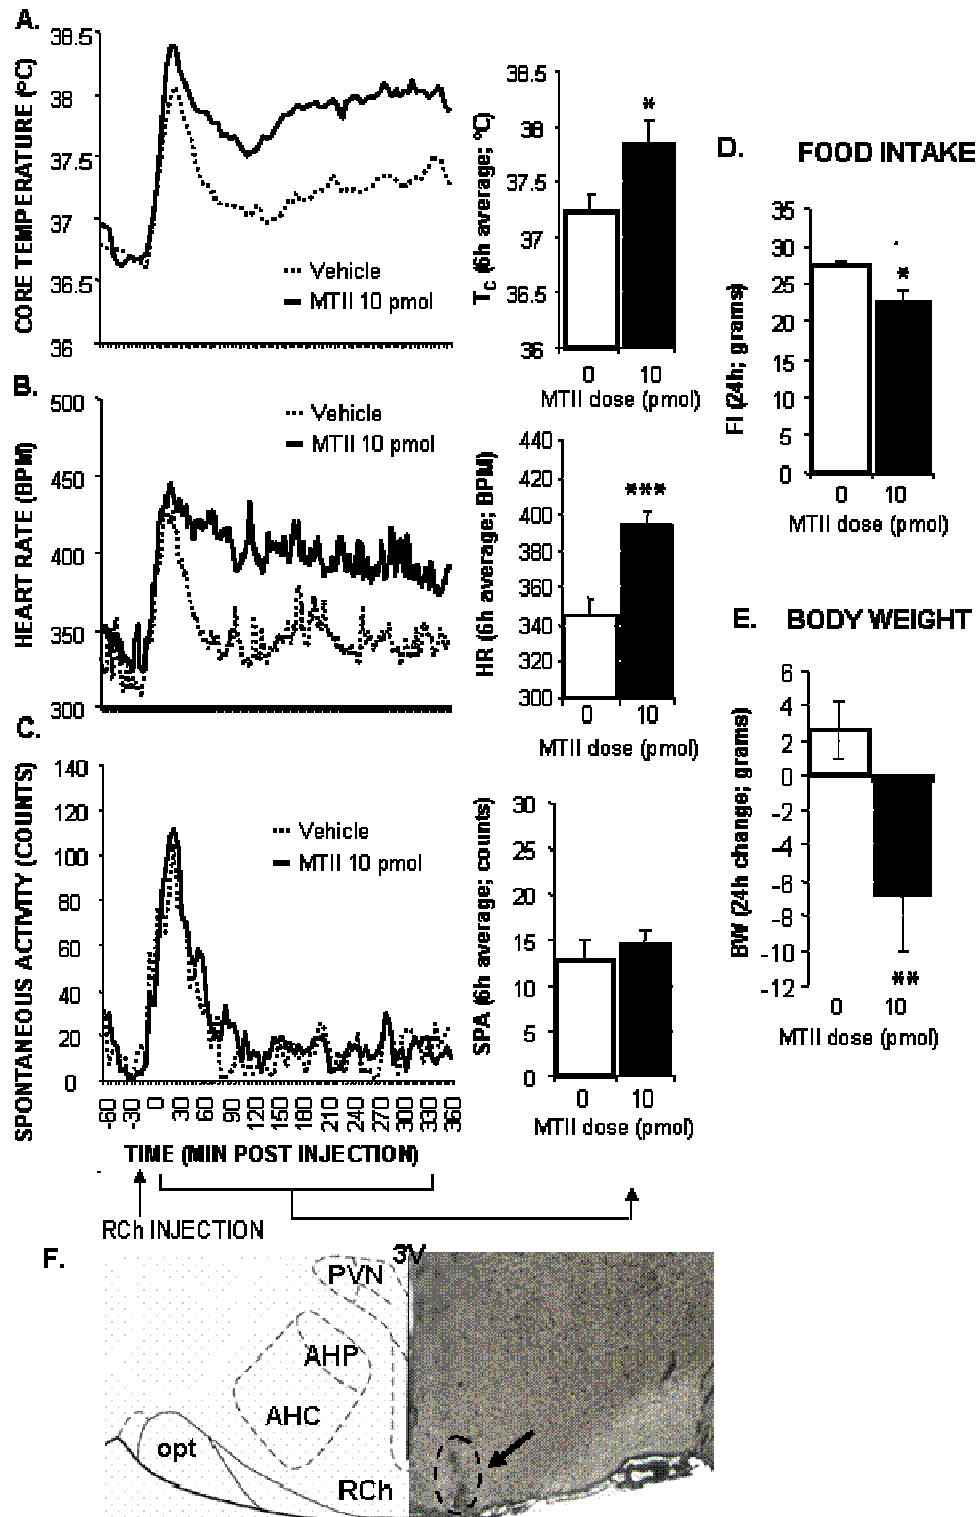 A.
CORE TEMPERATURE (ºC)
38.5
38
37.5
37
36.5
36
Vehicle
MTII 10 pmol
TC (6h average; ºC)
38.5
38
37.5
37
36.5
36
*
0
10
MTII dose (pmol)
B.
HEART RATE (BPM)
500
450
400
350
300
Vehicle
MTII 10 pmol
HR (6h average; BPM)
440
420
400
380
360
340
320
300
***
0
10
MTII dose (pmol)
C.
SPONTANEOUS ACTIVITY (COUNTS)
140
120
100
80
60
40
20
0
Vehicle
MTII 10 pmol
-60 -30 0 30 60 90 120 150 180 210 240 270 300 330 360
TIME (MIN POST INJECTION)
RCh INJECTION
SPA (6h average; counts)
30
25
20
15
10
5
0
0
10
MTII dose (pmol)
D.
FOOD INTAKE
FI (24h; grams)
35
30
25
20
15
10
5
0
*
0
10
MTII dose (pmol)
E.
BODY WEIGHT
BW (24h change; grams)
6
4
2
0
-2
-4
-6
-8
-10
-12
**
0
10
MTII dose (pmol)
F.
3V
PVN
AHP
AHC
opt
RCh